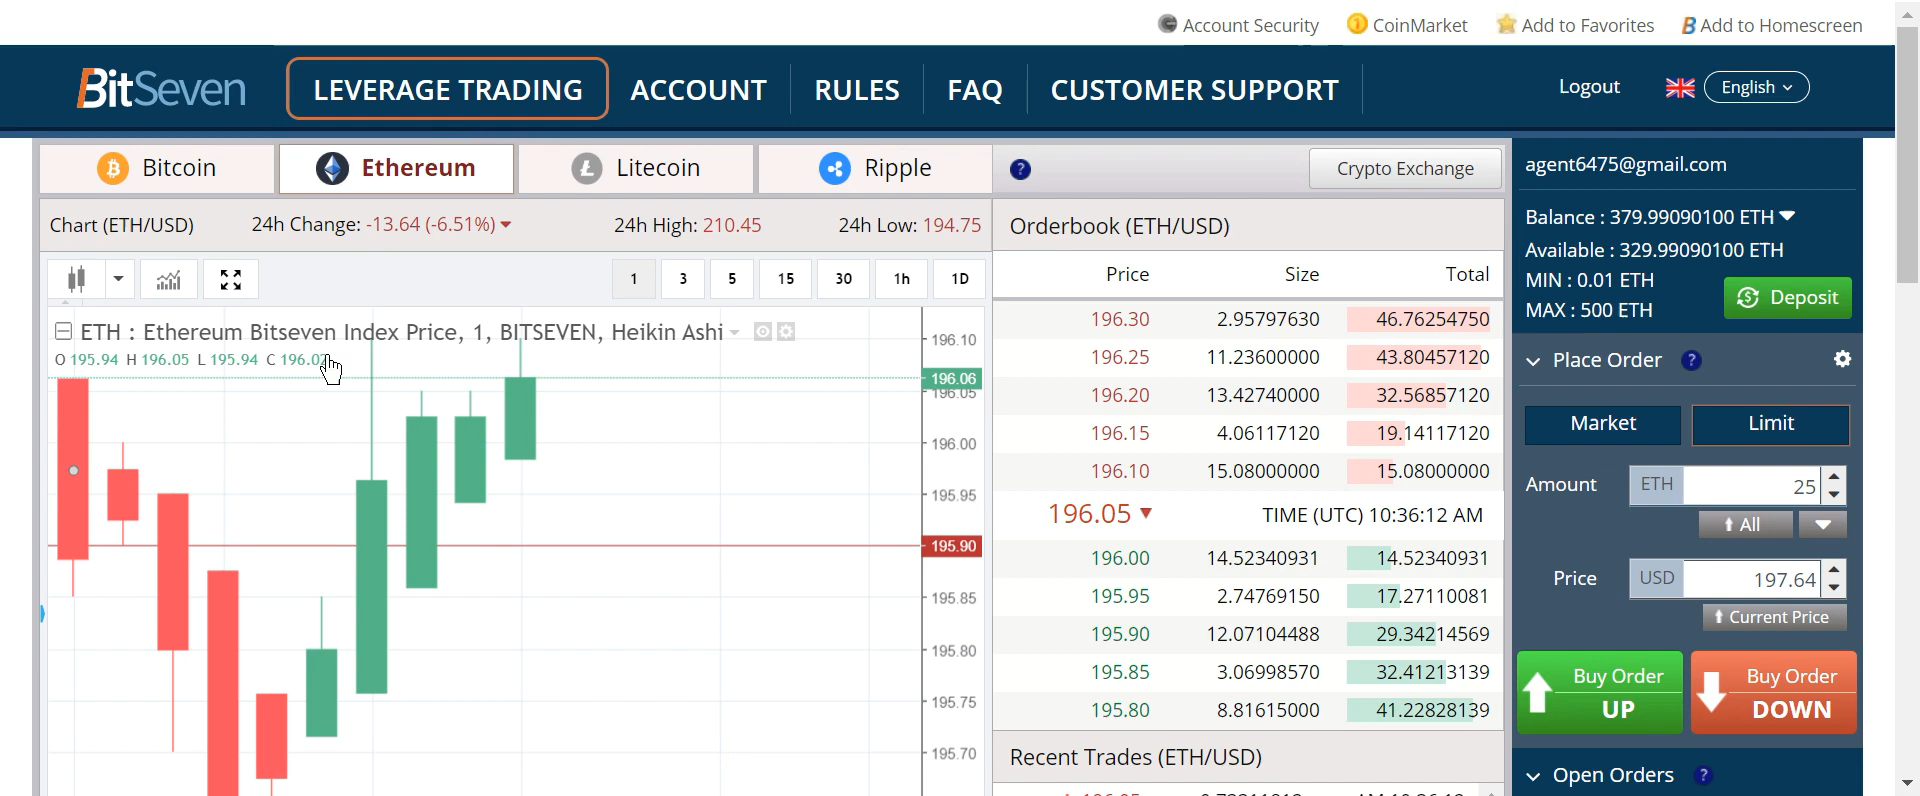 Account Security CoinMarket Add to Favorites Add to Homescreen
BitSeven LEVERAGE TRADING ACCOUNT RULES FAQ CUSTOMER SUPPORT Logout English
Bitcoin Ethereum Litecoin Ripple ? Crypto Exchange
Chart (ETH/USD) 24h Change: -13.64 (-6.51%) 24h High: 210.45 24h Low: 194.75
1 3 5 15 30 1h 1D
ETH : Ethereum Bitseven Index Price, 1, BITSEVEN, Heikin Ashi
O 195.94 H 196.05 L 195.94 C
196.10
196.06
196.05
196.00
195.95
195.90
195.85
195.80
195.75
195.70
Orderbook (ETH/USD)
Price Size Total
196.30 2.95797630 46.76254750
196.25 11.23600000 43.80457120
196.20 13.42740000 32.56857120
196.15 4.06117120 19.14117120
196.10 15.08000000 15.08000000
196.05 TIME (UTC) 10:36:12 AM
196.00 14.52340931 14.52340931
195.95 2.74769150 17.27110081
195.90 12.07104488 29.34214569
195.85 3.06998570 32.41213139
195.80 8.81615000 41.22828139
Recent Trades (ETH/USD)
agent6475@gmail.com
Balance : 379.99090100 ETH
Available : 329.99090100 ETH
MIN : 0.01 ETH
MAX : 500 ETH
Deposit
Place Order ?
Market Limit
Amount ETH 25
All
Price USD 197.64
Current Price
Buy Order UP
Buy Order DOWN
Open Orders ?